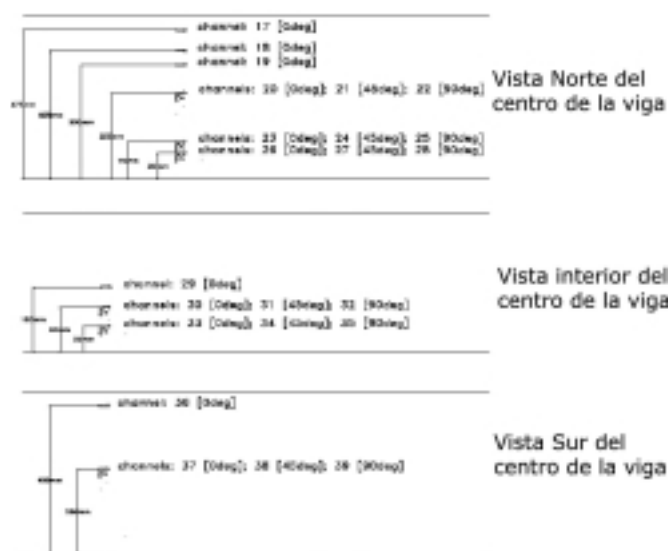 channel: 17 [0deg]
channel: 18 [0deg]
channel: 19 [0deg]
channels: 20 [0deg]; 21 [45deg]; 22 [90deg]
Vista Norte del
centro de la viga
channels: 23 [0deg]; 24 [45deg]; 25 [90deg]
channels: 26 [0deg]; 27 [45deg]; 28 [90deg]
channel: 29 [0deg]
Vista interior del
centro de la viga
channels: 30 [0deg]; 31 [45deg]; 32 [90deg]
channels: 33 [0deg]; 34 [45deg]; 35 [90deg]
channel: 36 [0deg]
Vista Sur del
centro de la viga
channels: 37 [0deg]; 38 [45deg]; 39 [90deg]